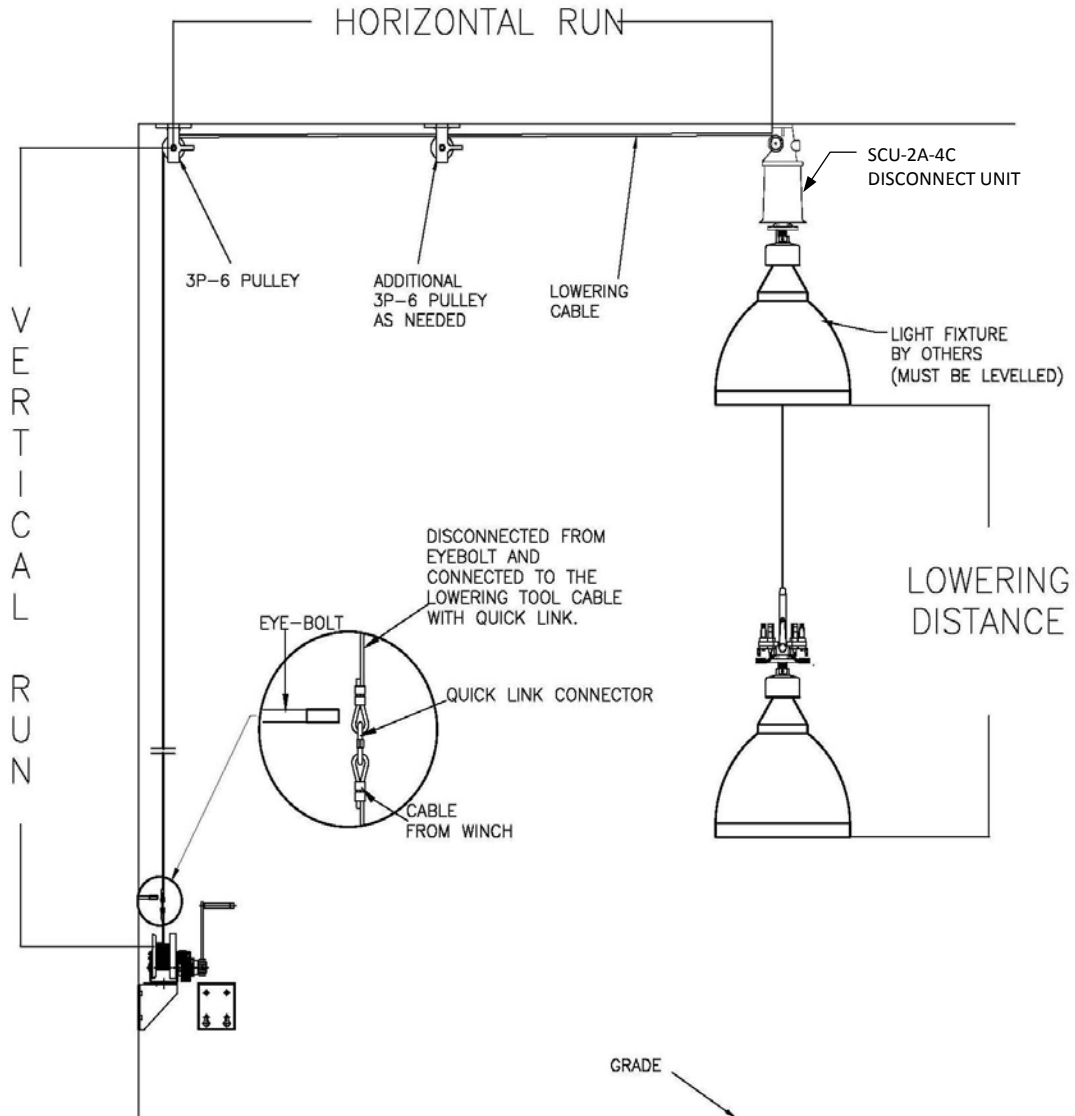 HORIZONTAL RUN
SCU-2A-4C
DISCONNECT UNIT
3P-6 PULLEY
ADDITIONAL
3P-6 PULLEY
AS NEEDED
LOWERING
CABLE
LIGHT FIXTURE
BY OTHERS
(MUST BE LEVELLED)
VERTICAL RUN
DISCONNECTED FROM
EYEBOLT AND
CONNECTED TO THE
LOWERING TOOL CABLE
WITH QUICK LINK.
LOWERING
DISTANCE
EYE-BOLT
QUICK LINK CONNECTOR
CABLE
FROM WINCH
GRADE